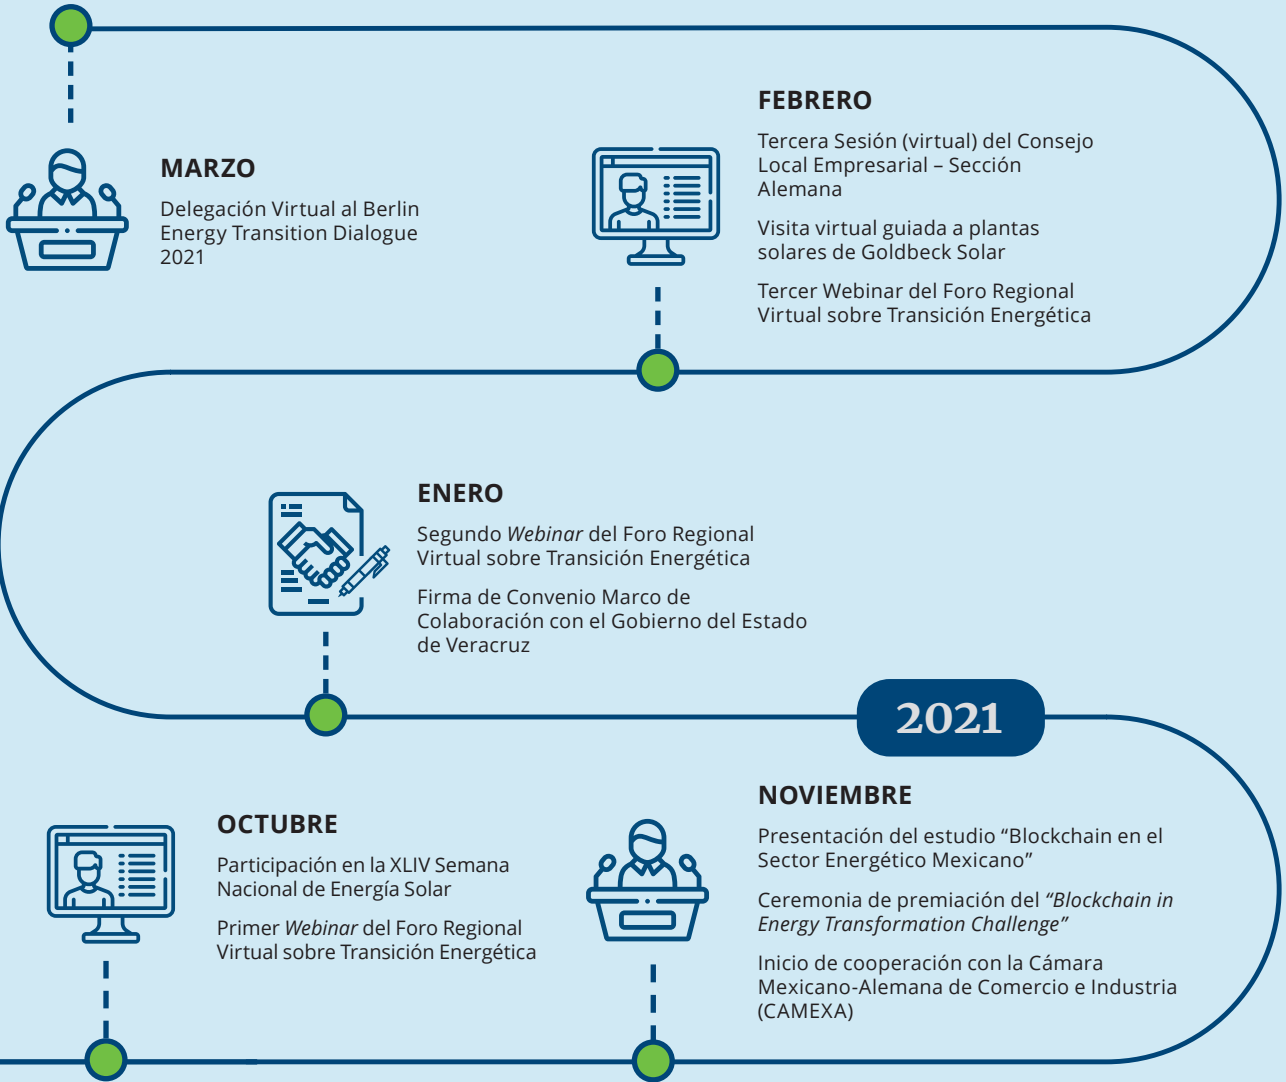 MARZO
Delegación Virtual al Berlin
Energy Transition Dialogue
2021
FEBRERO
Tercera Sesión (virtual) del Consejo
Local Empresarial – Sección
Alemana
Visita virtual guiada a plantas
solares de Goldbeck Solar
Tercer Webinar del Foro Regional
Virtual sobre Transición Energética
ENERO
Segundo Webinar del Foro Regional
Virtual sobre Transición Energética
Firma de Convenio Marco de
Colaboración con el Gobierno del Estado
de Veracruz
2021
OCTUBRE
Participación en la XLIV Semana
Nacional de Energía Solar
Primer Webinar del Foro Regional
Virtual sobre Transición Energética
NOVIEMBRE
Presentación del estudio “Blockchain en el
Sector Energético Mexicano”
Ceremonia de premiación del “Blockchain in
Energy Transformation Challenge”
Inicio de cooperación con la Cámara
Mexicano-Alemana de Comercio e Industria
(CAMEXA)